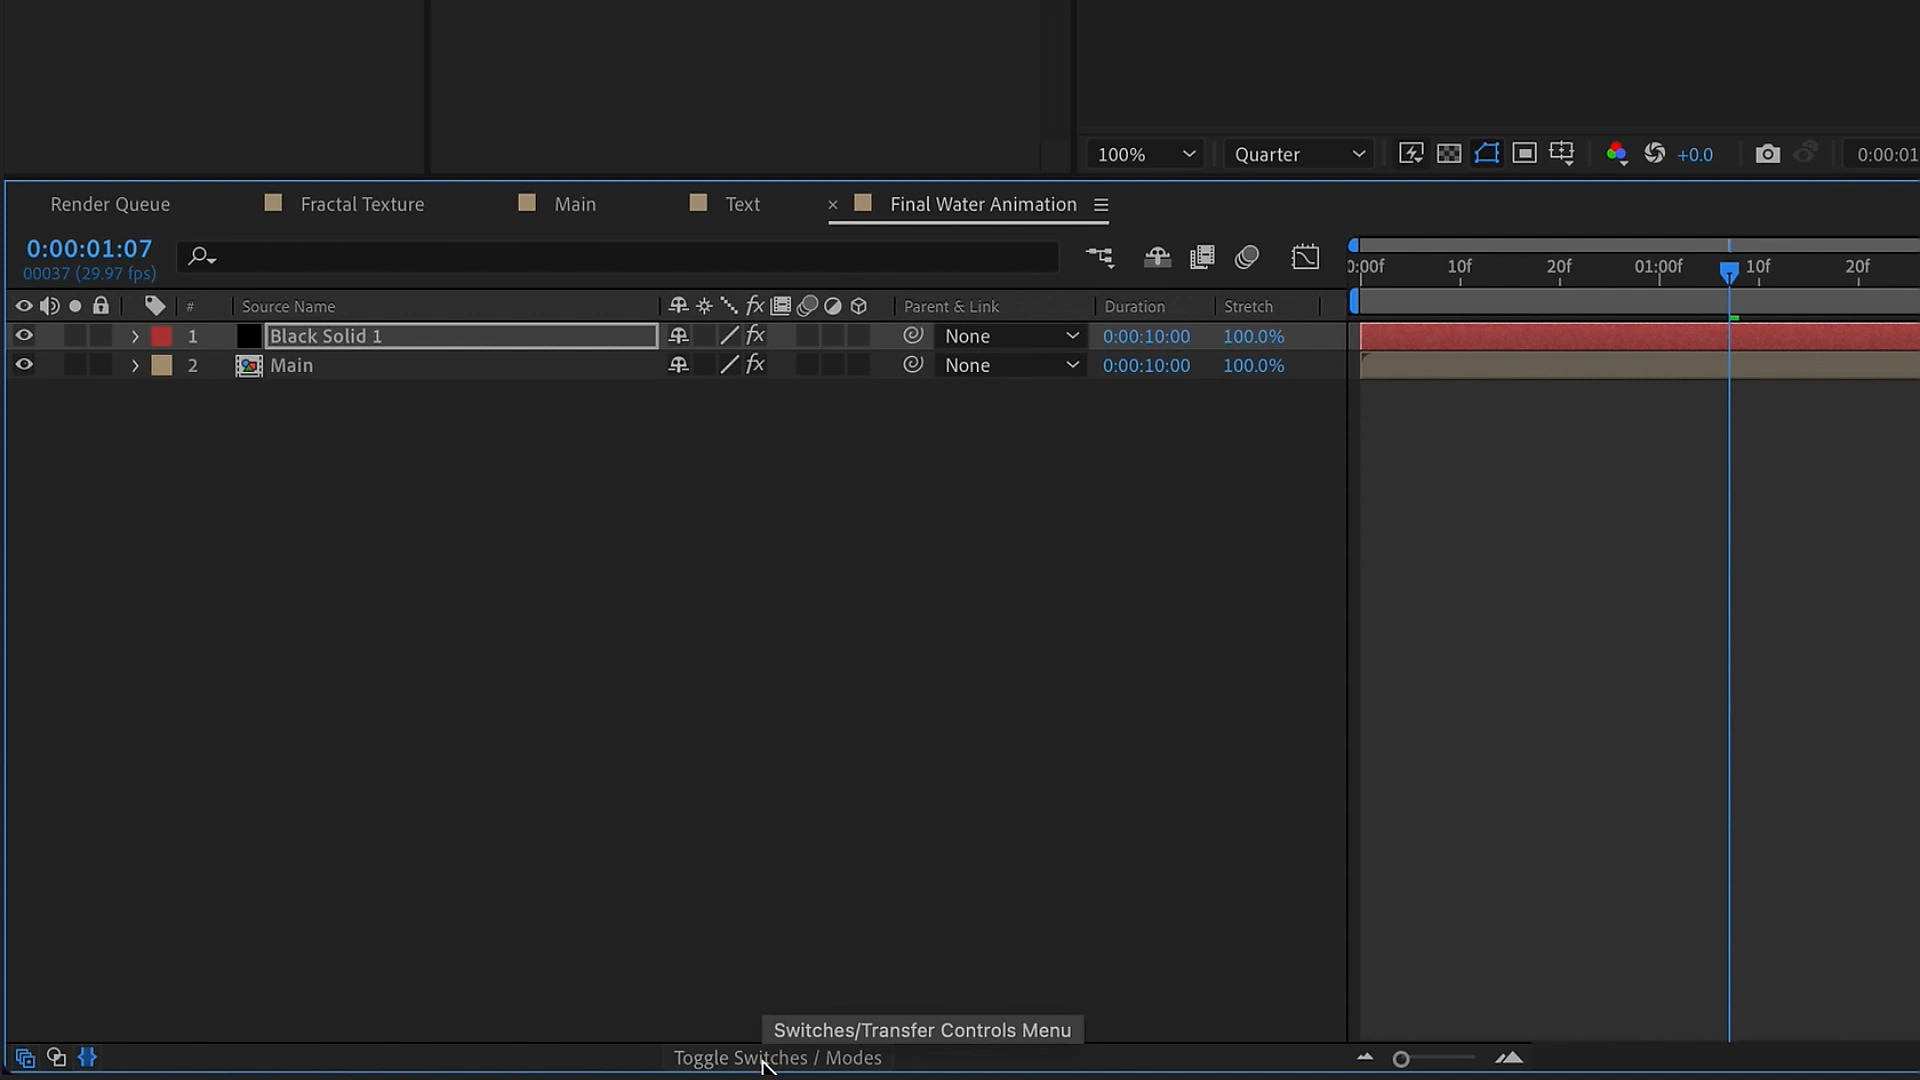 100% Quarter +0.0 0:00:01
Render Queue Fractal Texture Main Text × Final Water Animation
0:00:01:07
00037 (29.97 fps)
0:00f 10f 20f 01:00f 10f 20f
# Source Name fx Parent & Link Duration Stretch
1 Black Solid 1 fx None 0:00:10:00 100.0%
2 Main fx None 0:00:10:00 100.0%
Switches/Transfer Controls Menu
Toggle Switches / Modes